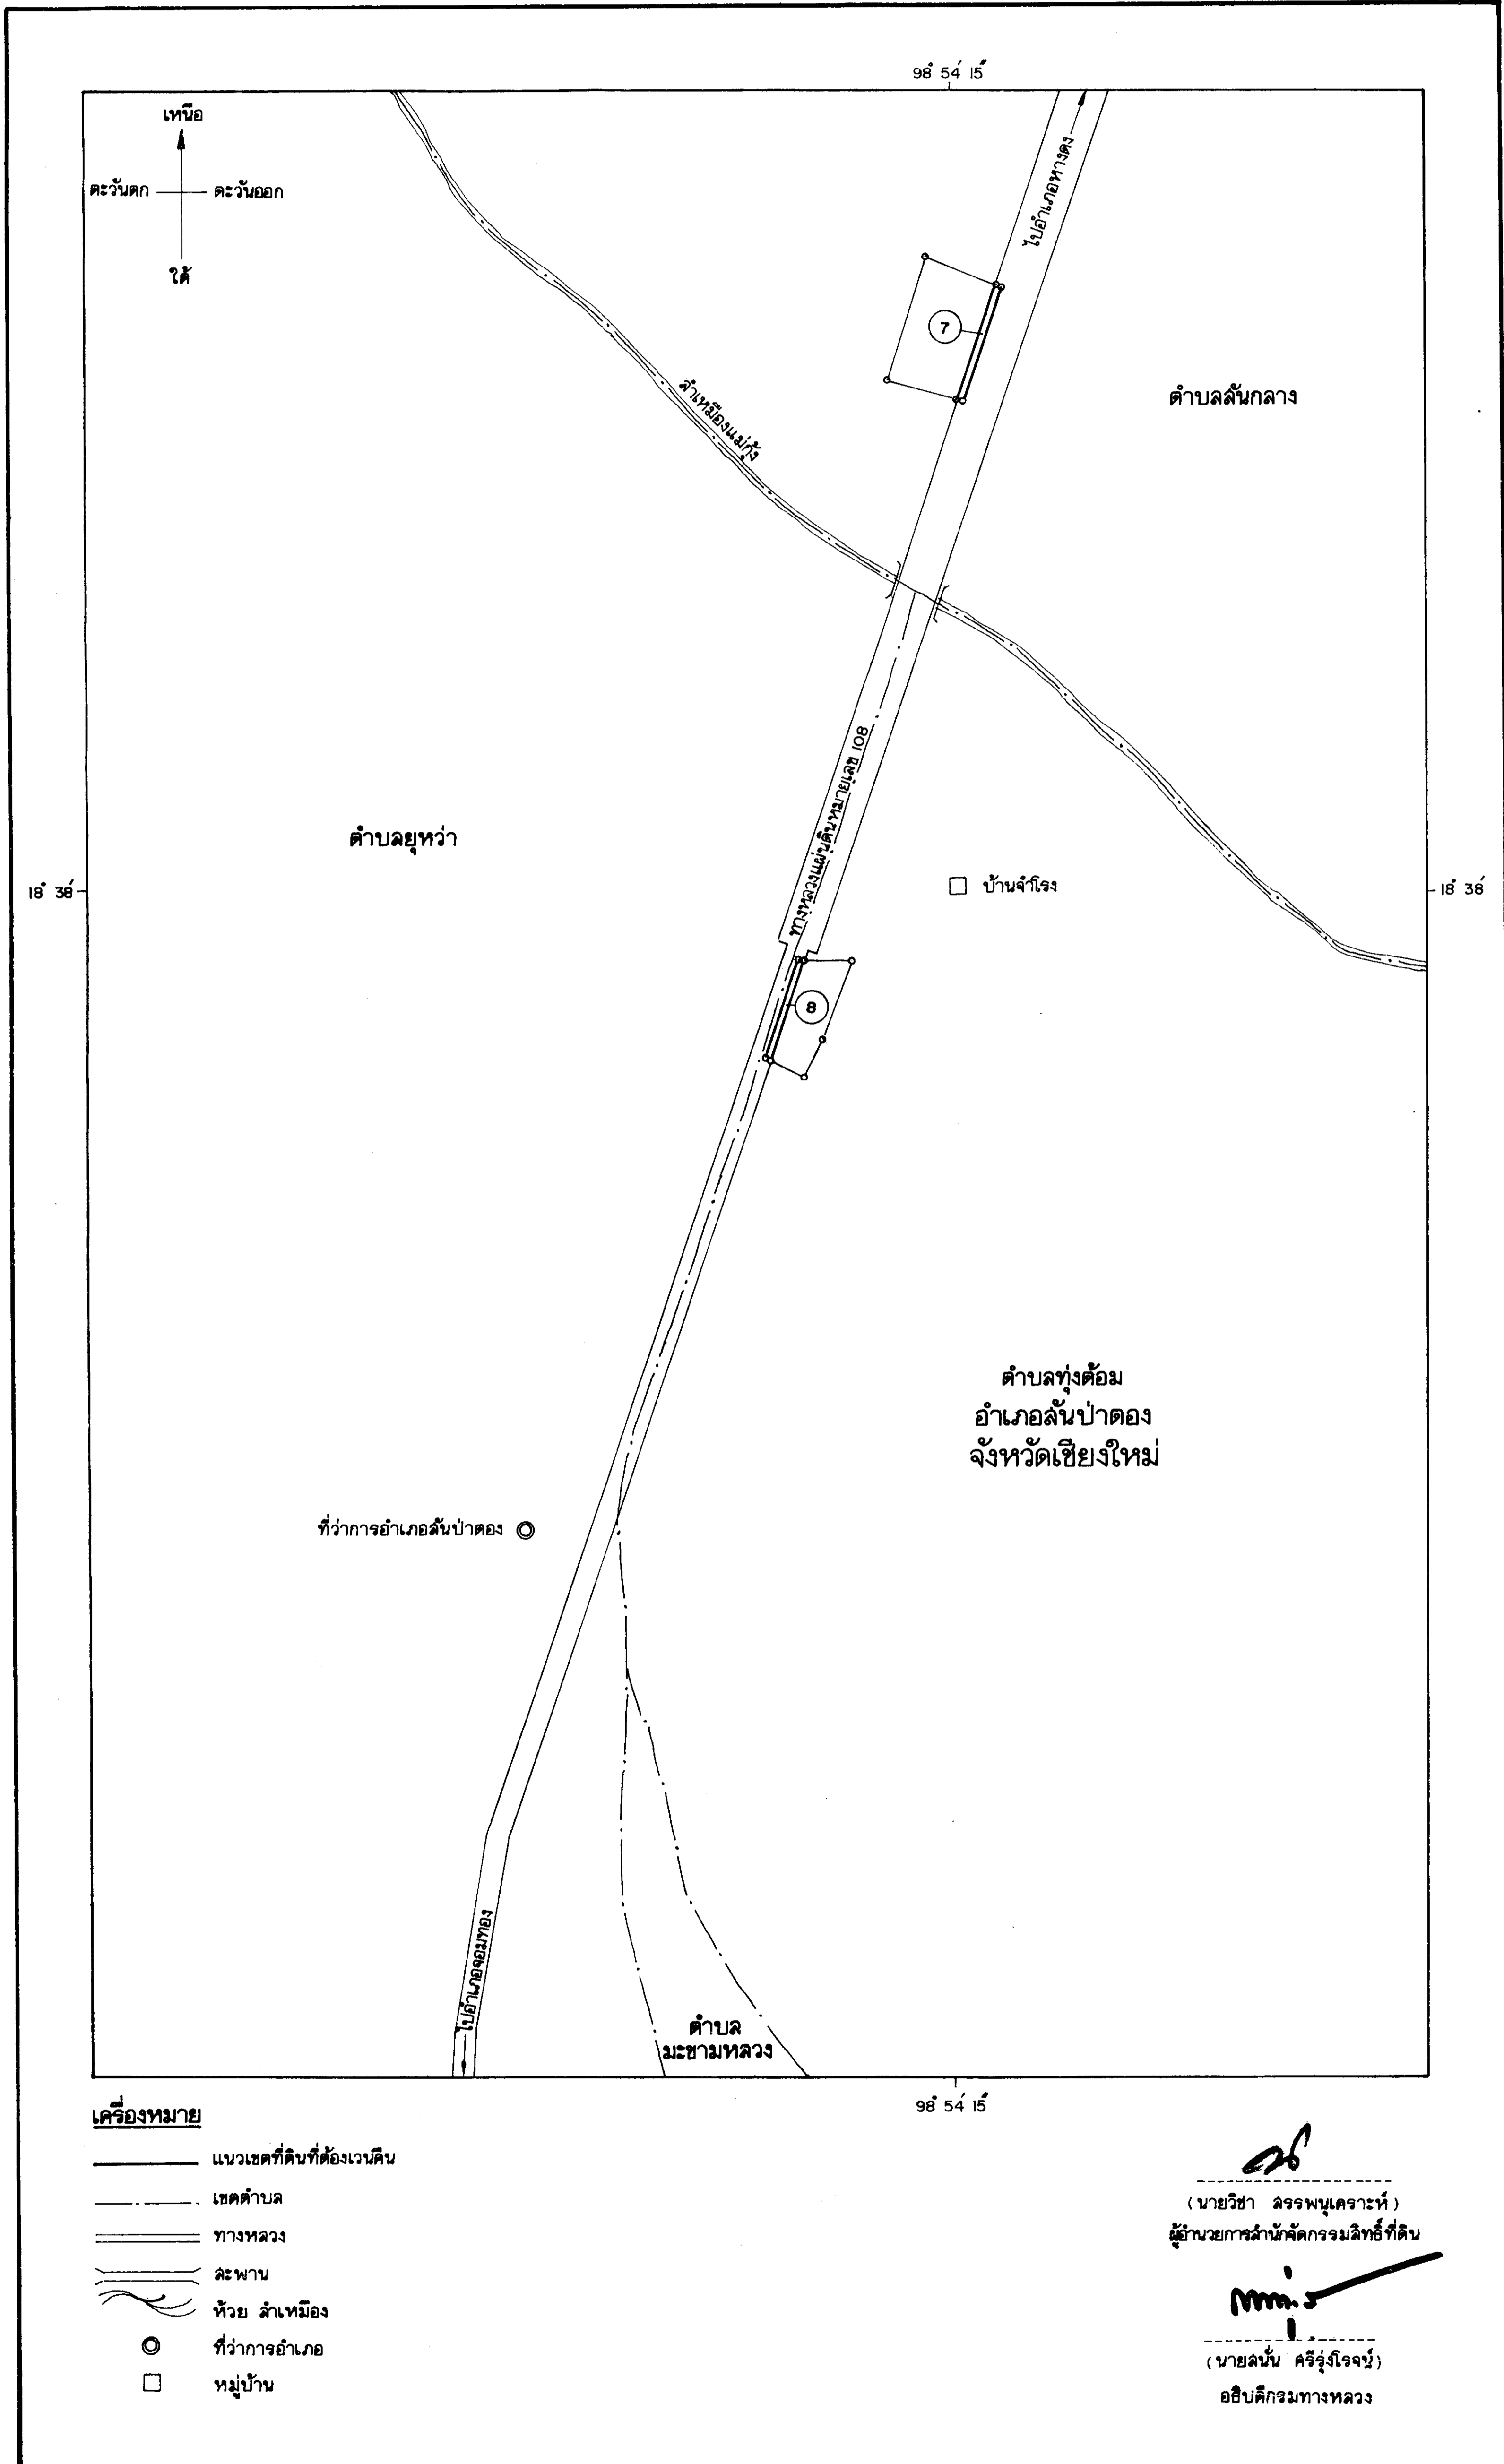 98° 54′ 15″
เหนือ
ตะวันตก
ตะวันออก
ใต้
ไปอำเภอหางดง
7
ตำบลสันกลาง
ลำเหมืองแม่กุ้ง
ทางหลวงแผ่นดินหมายเลข 108
ตำบลยุหว่า
18° 38′
บ้านจำโรง
18° 38′
8
ตำบลทุ่งต้อม
อำเภอสันป่าตอง
จังหวัดเชียงใหม่
ที่ว่าการอำเภอสันป่าตอง
ไปอำเภอจอมทอง
ตำบล
มะขามหลวง
98° 54′ 15″
เครื่องหมาย
แนวเขตที่ดินที่ต้องเวนคืน
เขตตำบล
ทางหลวง
สะพาน
ห้วย ลำเหมือง
ที่ว่าการอำเภอ
หมู่บ้าน
(นายวิชา สรรพนุเคราะห์)
ผู้อำนวยการสำนักจัดกรรมสิทธิ์ที่ดิน
(นายสนั่น ศรีรุ่งโรจน์)
อธิบดีกรมทางหลวง